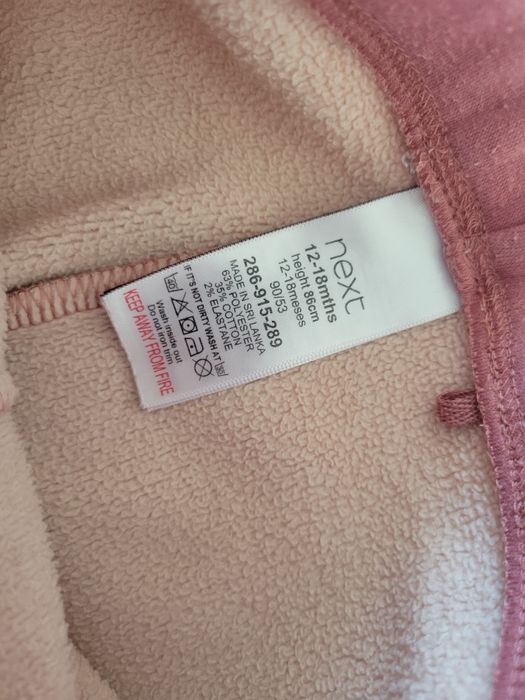 next
12-18mths
height 86cm
12-18meses
90/53
286-915-289
MADE IN SRI LANKA
63% POLYESTER
35% COTTON
2% ELASTANE
IF IT'S NOT DIRTY WASH AT 30
40
Wash inside out
Do not iron trim
KEEP AWAY FROM FIRE